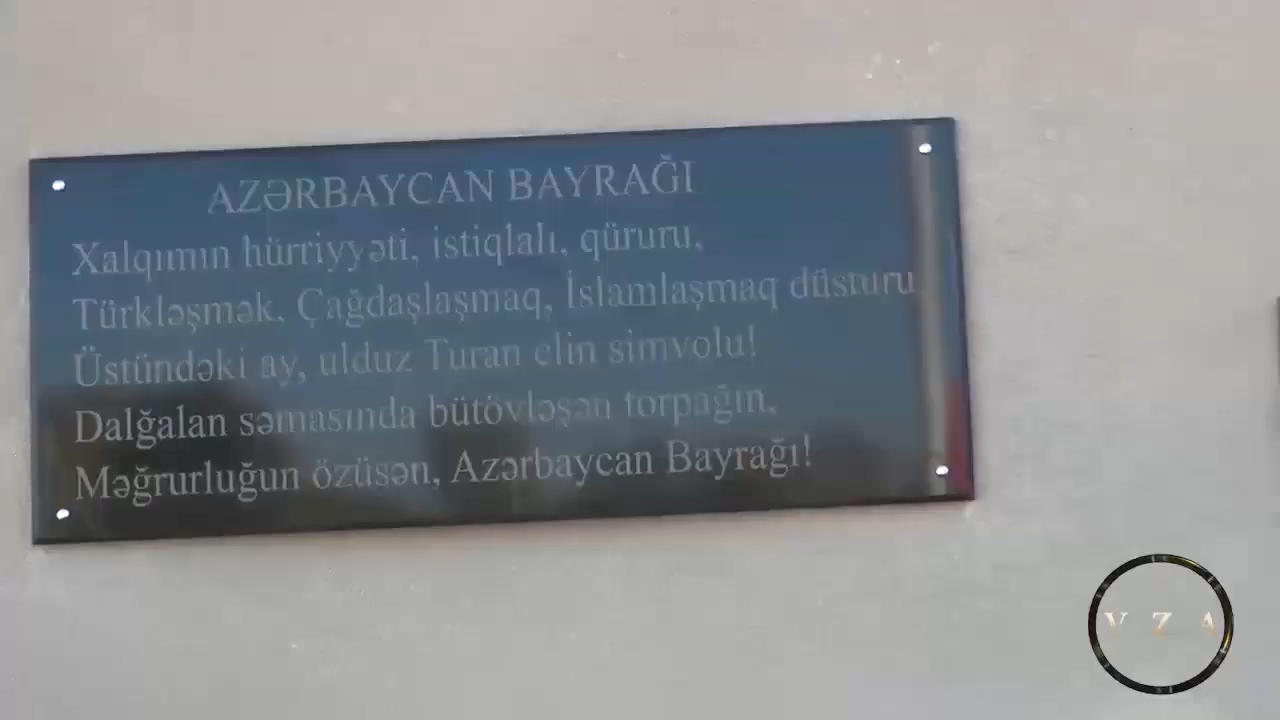 AZƏRBAYCAN BAYRAĞI
Xalqımın hürriyyəti, istiqlalı, qüruru,
Türkləşmək, Çağdaşlaşmaq, İslamlaşmaq düsturu
Üstündəki ay, ulduz Turan elin simvolu!
Dalğalan səmasında bütövləşən torpağın,
Məğrurluğun özüsən, Azərbaycan Bayrağı!
V Z A